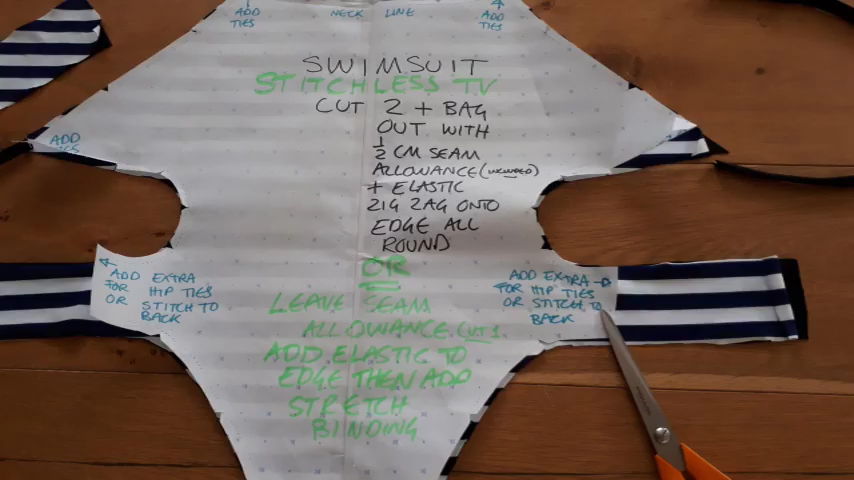 ADD TIES
NECK LINE
ADD TIES
SWIMSUIT
STITCHLESS TV
CUT 2 + BAG
OUT WITH
1/2 CM SEAM
ALLOWANCE (INCLUDED)
+ ELASTIC
ZIG ZAG ONTO
EDGE ALL
ROUND
ADD
TIES
OR
ADD EXTRA
FOR HIP TIES
OR STITCH TO
BACK
ADD EXTRA
FOR HIP TIES
OR STITCH TO
BACK
LEAVE SEAM
ALLOWANCE. CUT 1
ADD ELASTIC TO
EDGE THEN ADD
STRETCH
BINDING